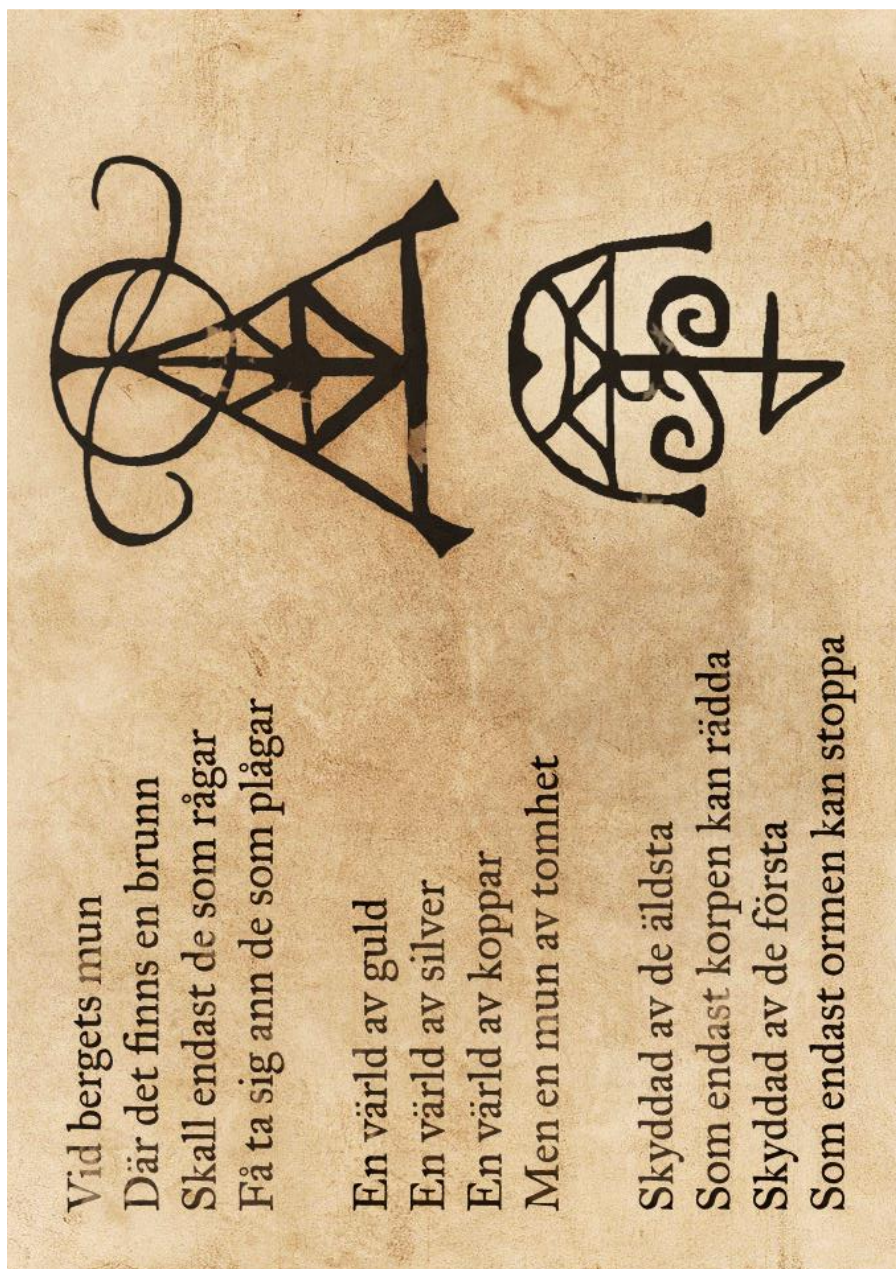 Vid bergets mun
Där det finns en brunn
Skall endast de som rågar
Få ta sig ann de som plågar
En värld av guld
En värld av silver
En värld av koppar
Men en mun av tomhet
Skyddad av de äldsta
Som endast korpen kan rädda
Skyddad av de första
Som endast ormen kan stoppa